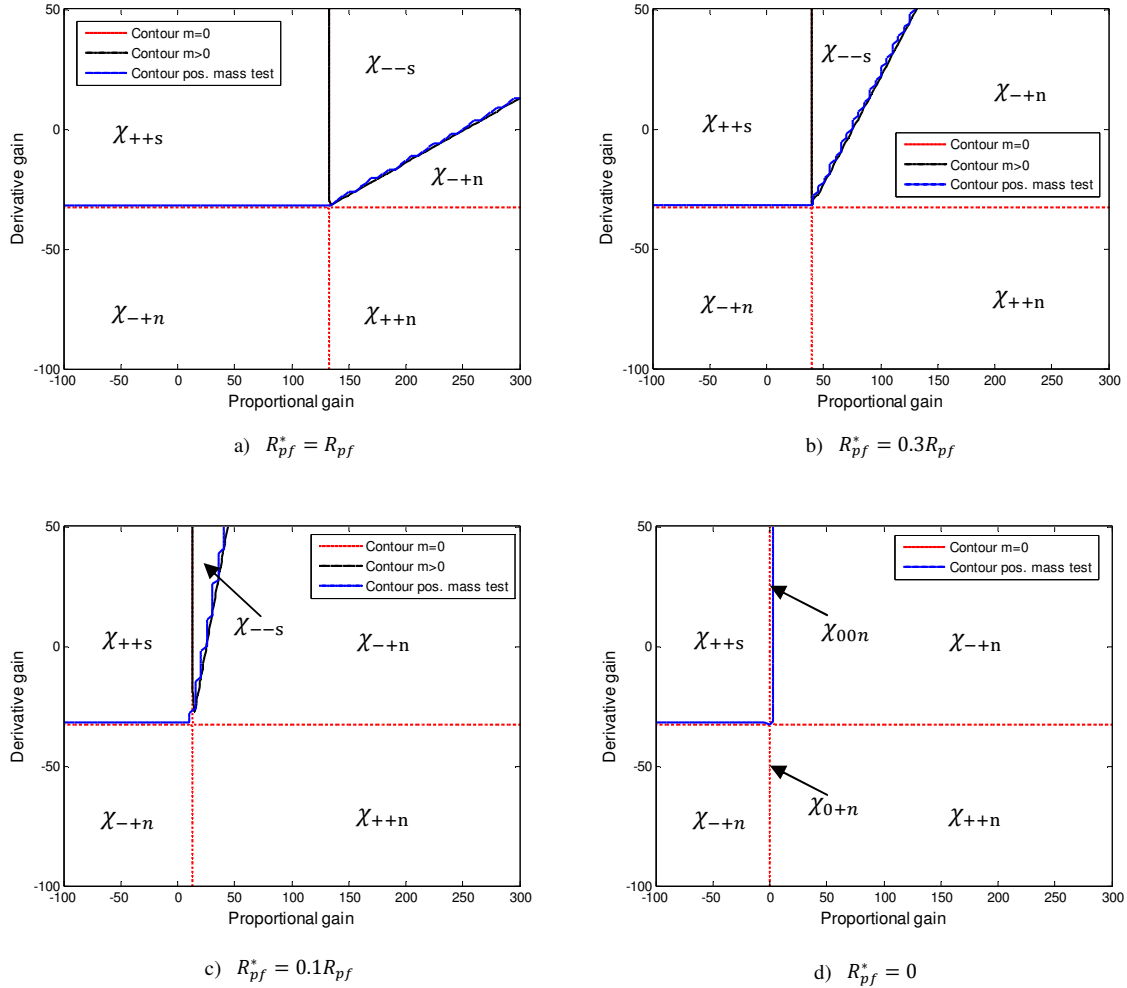 50
0
-50
-100
Derivative gain
Contour m=0
Contour m>0
Contour pos. mass test
χ−−s
χ++s
χ−+n
χ−+n
χ++n
-100 -50 0 50 100 150 200 250 300
Proportional gain
a) R*pf = Rpf
50
0
-50
-100
Derivative gain
χ−−s
χ−+n
χ++s
Contour m=0
Contour m>0
Contour pos. mass test
χ−+n
χ++n
-100 -50 0 50 100 150 200 250 300
Proportional gain
b) R*pf = 0.3Rpf
50
0
-50
-100
Derivative gain
Contour m=0
Contour m>0
Contour pos. mass test
χ−−s
χ++s
χ−+n
χ−+n
χ++n
-100 -50 0 50 100 150 200 250 300
Proportional gain
c) R*pf = 0.1Rpf
50
0
-50
-100
Derivative gain
Contour m=0
Contour pos. mass test
χ++s
χ00n
χ−+n
χ0+n
χ−+n
χ++n
-100 -50 0 50 100 150 200 250 300
Proportional gain
d) R*pf = 0